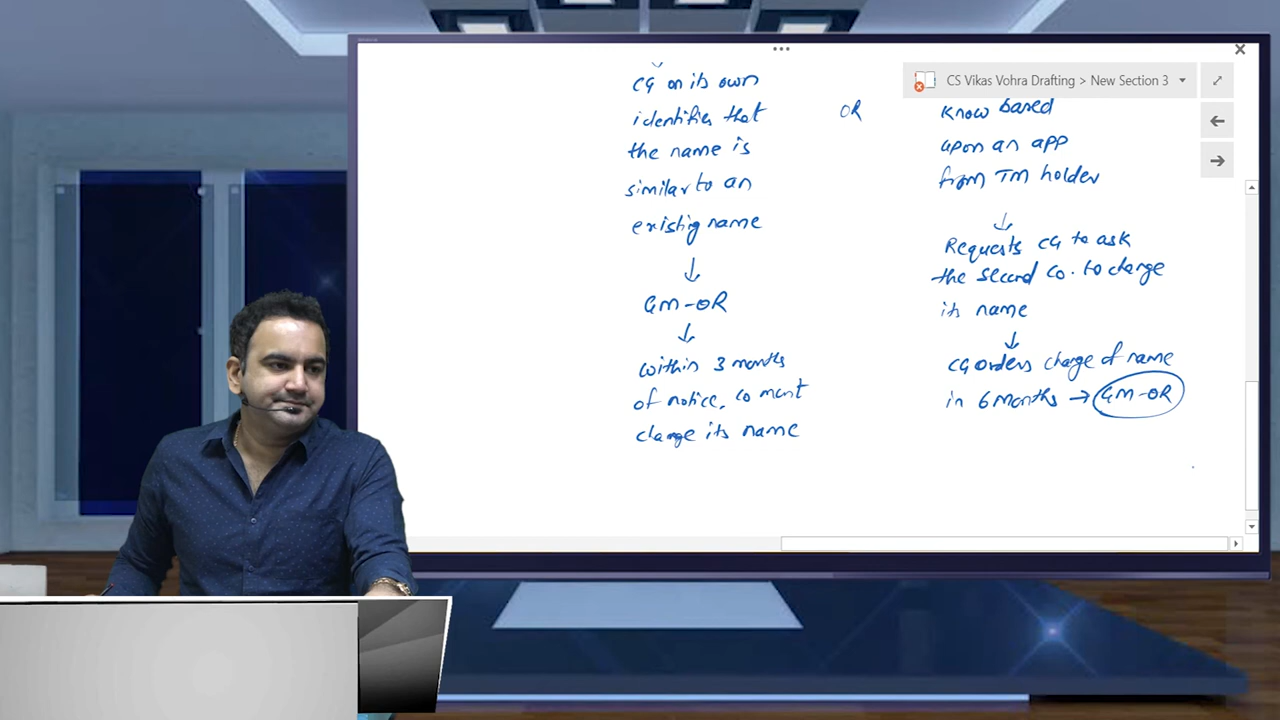 CS Vikas Vohra Drafting > New Section 3
CG on its own
identifies that
the name is
similar to an
existing name
GM-OR
within 3 months
of notice, co must
change its name
OR
know based
upon an app
from TM holder
Requests CG to ask
the second co. to change
its name
CG orders change of name
in 6 months → GM-OR